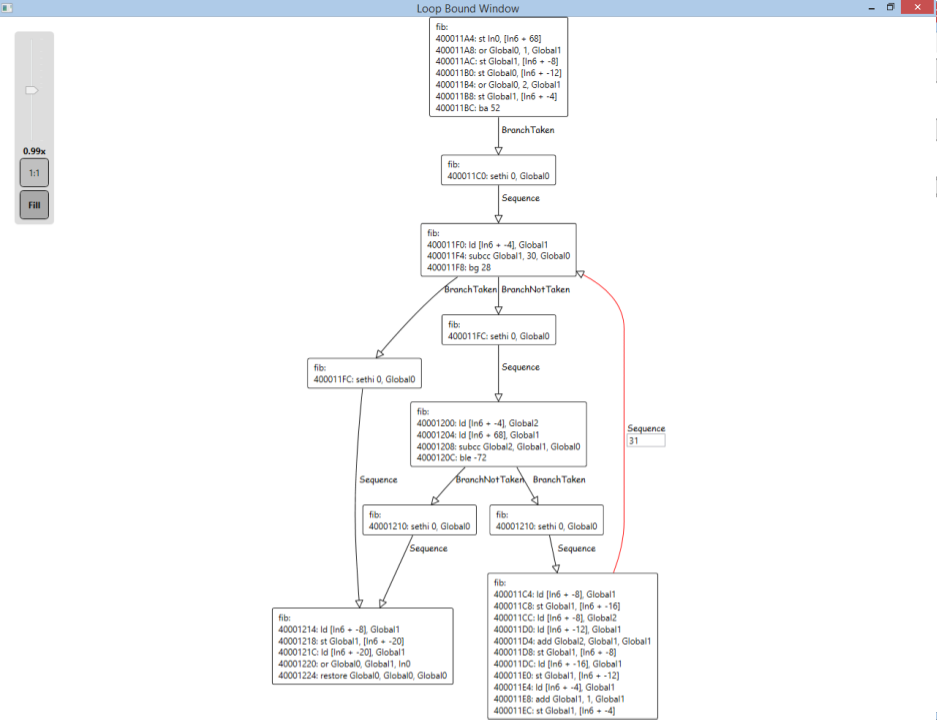 Loop Bound Window
0.99x
1:1
Fill
fib:
400011A4: st In0, [In6 + 68]
400011A8: or Global0, 1, Global1
400011AC: st Global1, [In6 + -8]
400011B0: st Global0, [In6 + -12]
400011B4: or Global0, 2, Global1
400011B8: st Global1, [In6 + -4]
400011BC: ba 52
BranchTaken
fib:
400011C0: sethi 0, Global0
Sequence
fib:
400011F0: ld [In6 + -4], Global1
400011F4: subcc Global1, 30, Global0
400011F8: bg 28
BranchTaken
BranchNotTaken
fib:
400011FC: sethi 0, Global0
fib:
400011FC: sethi 0, Global0
Sequence
fib:
40001200: ld [In6 + -4], Global2
40001204: ld [In6 + 68], Global1
40001208: subcc Global2, Global1, Global0
4000120C: ble -72
Sequence
31
Sequence
BranchNotTaken
BranchTaken
fib:
40001210: sethi 0, Global0
fib:
40001210: sethi 0, Global0
Sequence
Sequence
fib:
40001214: ld [In6 + -8], Global1
40001218: st Global1, [In6 + -20]
4000121C: ld [In6 + -20], Global1
40001220: or Global0, Global1, In0
40001224: restore Global0, Global0, Global0
fib:
400011C4: ld [In6 + -8], Global1
400011C8: st Global1, [In6 + -16]
400011CC: ld [In6 + -8], Global2
400011D0: ld [In6 + -12], Global1
400011D4: add Global2, Global1, Global1
400011D8: st Global1, [In6 + -8]
400011DC: ld [In6 + -16], Global1
400011E0: st Global1, [In6 + -12]
400011E4: ld [In6 + -4], Global1
400011E8: add Global1, 1, Global1
400011EC: st Global1, [In6 + -4]